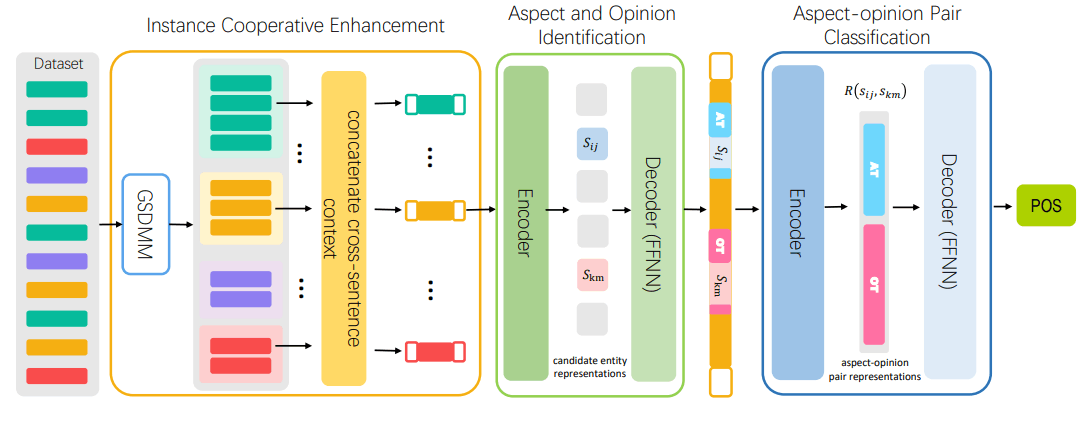 Instance Cooperative Enhancement
Aspect and Opinion
Identification
Aspect-opinion Pair
Classification
Dataset
GSDMM
concatenate cross-sentence
context
Encoder
S_{ij}
S_{km}
candidate entity
representations
Decoder (FFNN)
AT
S_{ij}
OT
S_{km}
Encoder
R(s_{ij}, s_{km})
AT
OT
aspect-opinion
pair representations
Decoder (FFNN)
POS